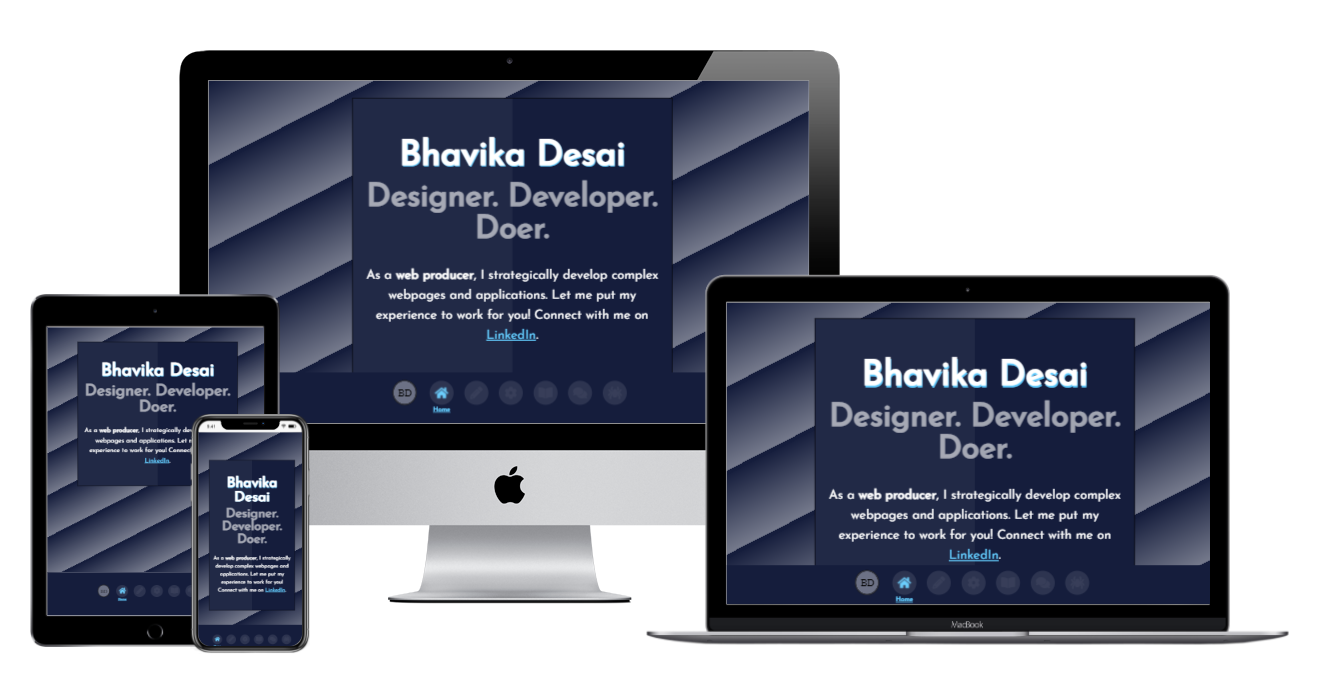 Bhavika Desai
Designer. Developer.
Doer.
As a web producer, I strategically develop complex
webpages and applications. Let me put my
experience to work for you! Connect with me on
LinkedIn.
BD
Home
Bhavika Desai
Designer. Developer.
Doer.
As a web producer, I strategically develop complex
webpages and applications. Let me put my
experience to work for you! Connect with me on
LinkedIn.
BD
Home
MacBook
Bhavika Desai
Designer. Developer.
Doer.
As a web producer, I strategically
webpages and applications. Let
experience to work for you! Connect
LinkedIn.
BD
Home
9:41
Bhavika
Desai
Designer.
Developer.
Doer.
As a web producer, I strategically
develop complex webpages and
applications. Let me put my
experience to work for you!
Connect with me on LinkedIn.